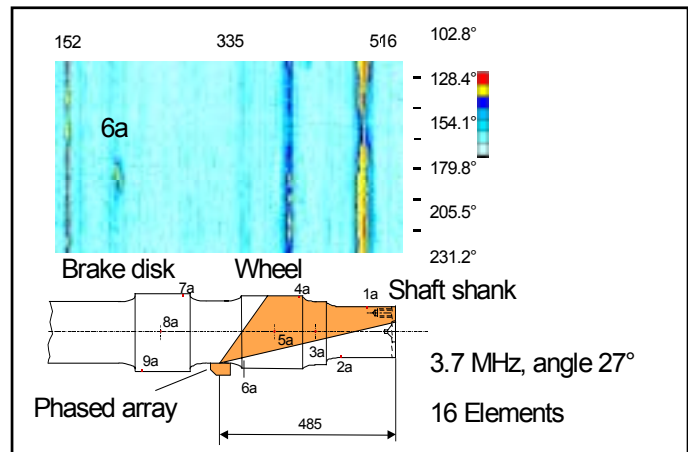 152 335 516
102.8°
128.4°
154.1°
179.8°
205.5°
231.2°
6a
Brake disk Wheel
7a 4a 1a
Shaft shank
8a
5a 3a
9a 2a
6a
Phased array
485
3.7 MHz, angle 27°
16 Elements